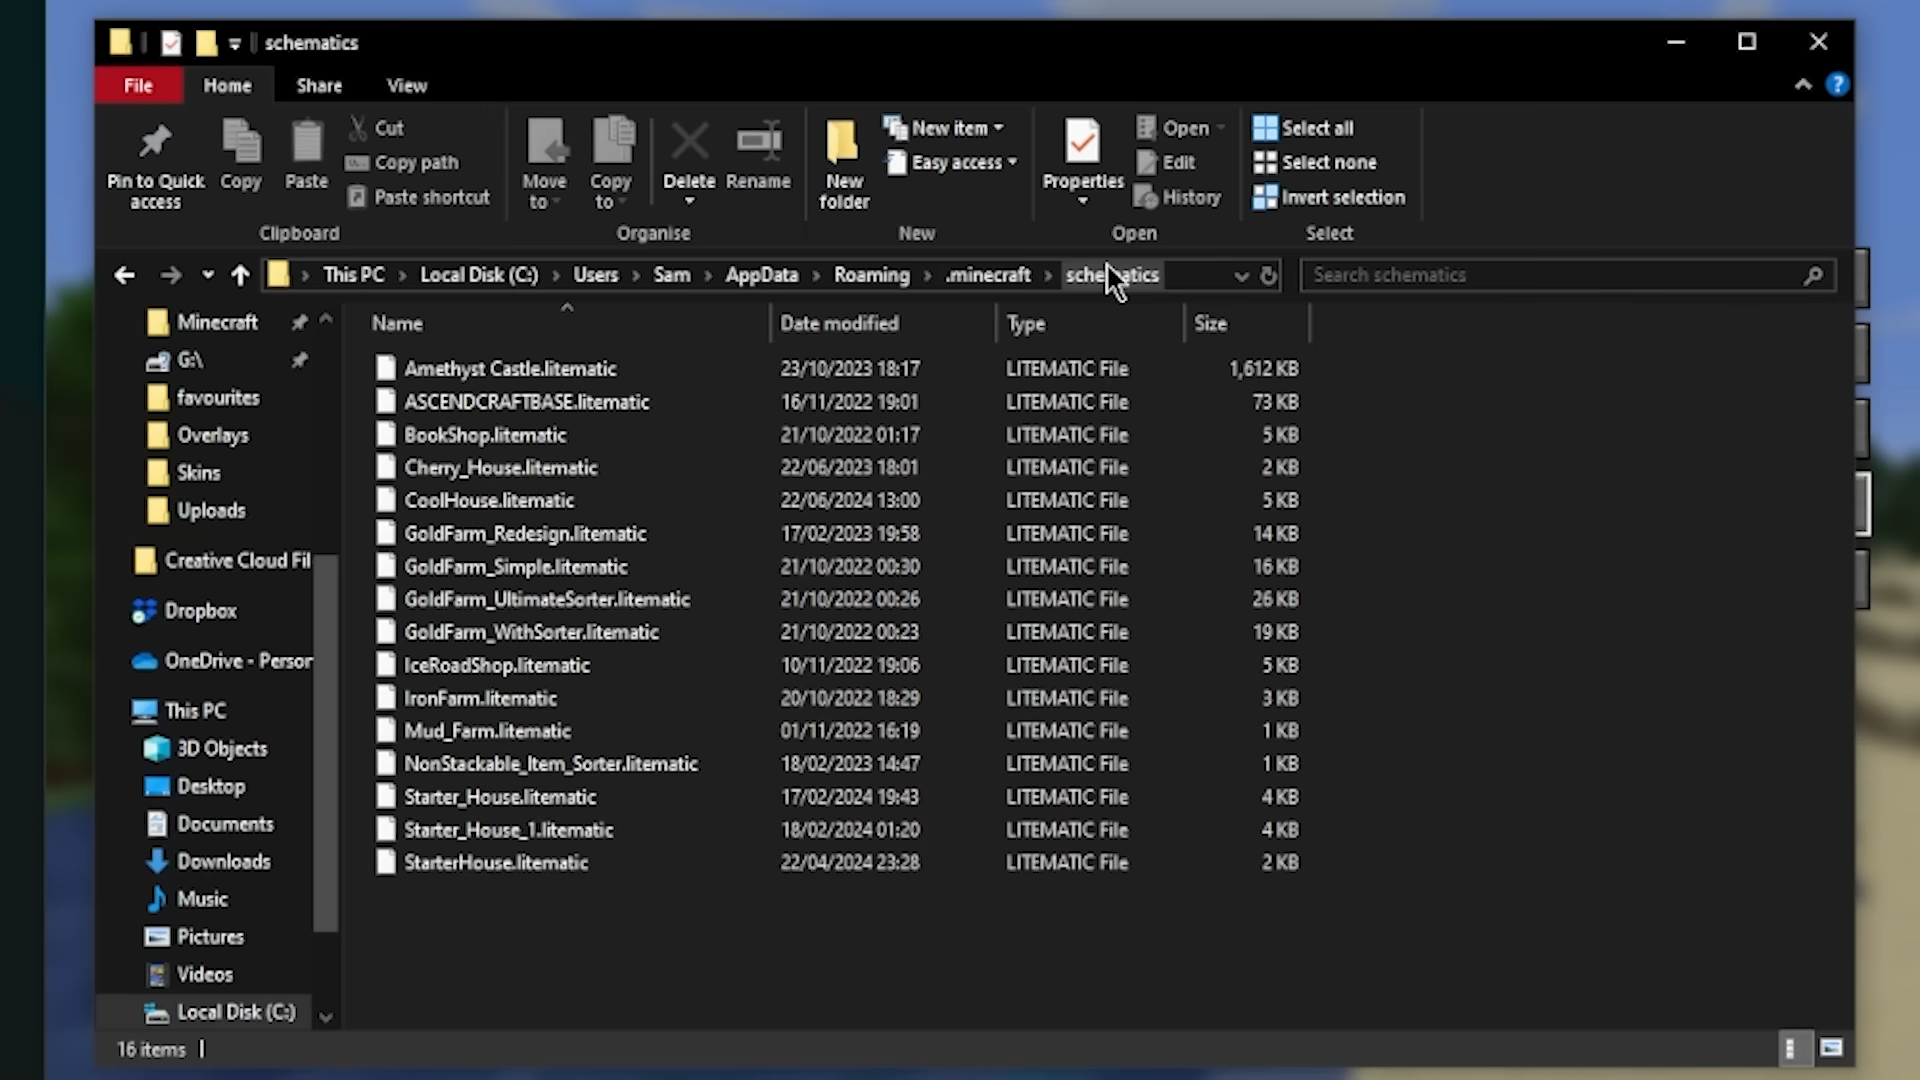 schematics
File Home Share View
Pin to Quick access
Copy
Paste
Cut
Copy path
Paste shortcut
Clipboard
Move to
Copy to
Delete
Rename
Organise
New folder
New item
Easy access
New
Properties
Open
Edit
History
Open
Select all
Select none
Invert selection
Select
This PC > Local Disk (C:) > Users > Sam > AppData > Roaming > .minecraft > schematics
Search schematics
Minecraft
G:\
favourites
Overlays
Skins
Uploads
Creative Cloud Fil
Dropbox
OneDrive - Person
This PC
3D Objects
Desktop
Documents
Downloads
Music
Pictures
Videos
Local Disk (C:)
Name Date modified Type Size
Amethyst Castle.litematic 23/10/2023 18:17 LITEMATIC File 1,612 KB
ASCENDCRAFTBASE.litematic 16/11/2022 19:01 LITEMATIC File 73 KB
BookShop.litematic 21/10/2022 01:17 LITEMATIC File 5 KB
Cherry_House.litematic 22/06/2023 18:01 LITEMATIC File 2 KB
CoolHouse.litematic 22/06/2024 13:00 LITEMATIC File 5 KB
GoldFarm_Redesign.litematic 17/02/2023 19:58 LITEMATIC File 14 KB
GoldFarm_Simple.litematic 21/10/2022 00:30 LITEMATIC File 16 KB
GoldFarm_UltimateSorter.litematic 21/10/2022 00:26 LITEMATIC File 26 KB
GoldFarm_WithSorter.litematic 21/10/2022 00:23 LITEMATIC File 19 KB
IceRoadShop.litematic 10/11/2022 19:06 LITEMATIC File 5 KB
IronFarm.litematic 20/10/2022 18:29 LITEMATIC File 3 KB
Mud_Farm.litematic 01/11/2022 16:19 LITEMATIC File 1 KB
NonStackable_Item_Sorter.litematic 18/02/2023 14:47 LITEMATIC File 1 KB
Starter_House.litematic 17/02/2024 19:43 LITEMATIC File 4 KB
Starter_House_1.litematic 18/02/2024 01:20 LITEMATIC File 4 KB
StarterHouse.litematic 22/04/2024 23:28 LITEMATIC File 2 KB
16 items